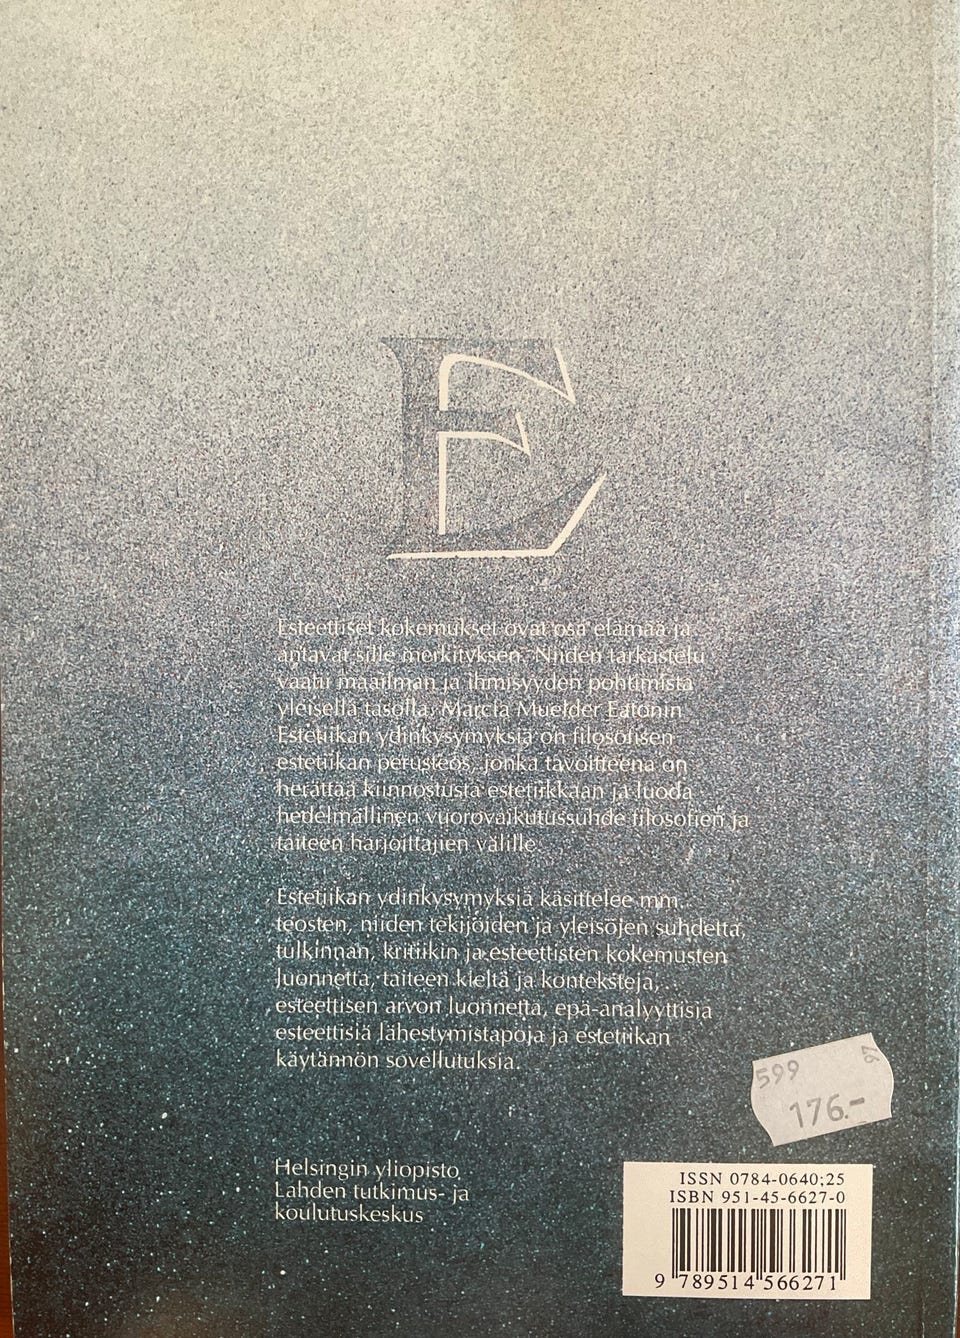 E
Esteettiset kokemukset ovat osa elämää ja
antavat sille merkityksen. Niiden tarkastelu
vaatii maailman ja ihmisyyden pohtimista
yleisellä tasolla. Marcia Muelder Eatonin
Estetiikan ydinkysymyksiä on filosofisen
estetiikan perusteos, jonka tavoitteena on
herättää kiinnostusta estetiikkaan ja luoda
hedelmällinen vuorovaikutussuhde filosofien ja
taiteen harjoittajien välille.
Estetiikan ydinkysymyksiä käsittelee mm.
teosten, niiden tekijöiden ja yleisöjen suhdetta,
tulkinnan, kritiikin ja esteettisten kokemusten
luonnetta, taiteen kieltä ja konteksteja,
esteettisen arvon luonnetta, epä-analyyttisiä
esteettisiä lähestymistapoja ja estetiikan
käytännön sovellutuksia.
599
176.-
Helsingin yliopisto
Lahden tutkimus- ja
koulutuskeskus
ISSN 0784-0640;25
ISBN 951-45-6627-0
9 789514 566271